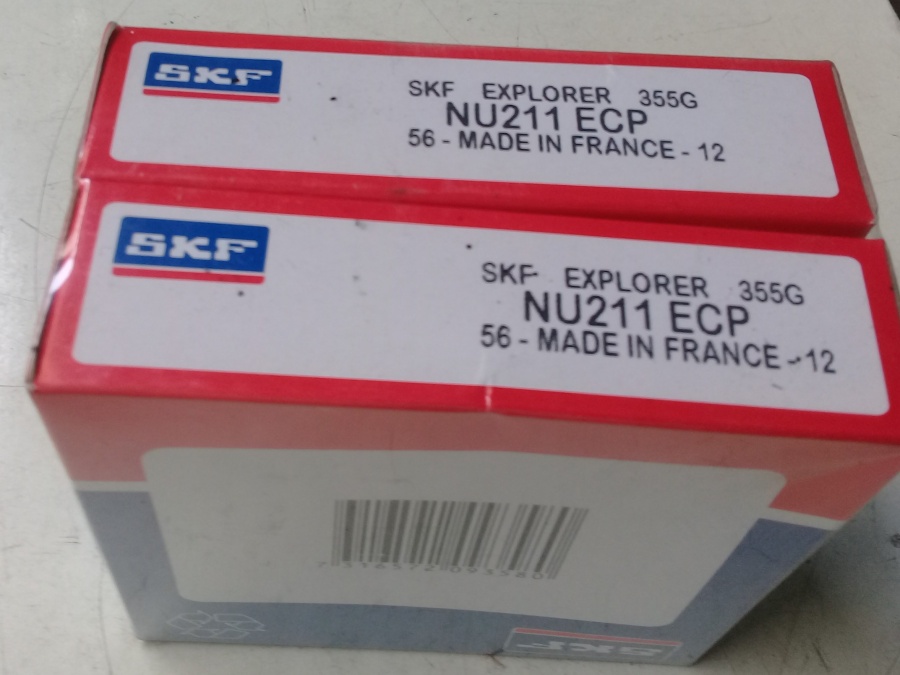 SKF
SKF EXPLORER 355G
NU211 ECP
56 - MADE IN FRANCE - 12
SKF
SKF EXPLORER 355G
NU211 ECP
56 - MADE IN FRANCE - 12
SKF